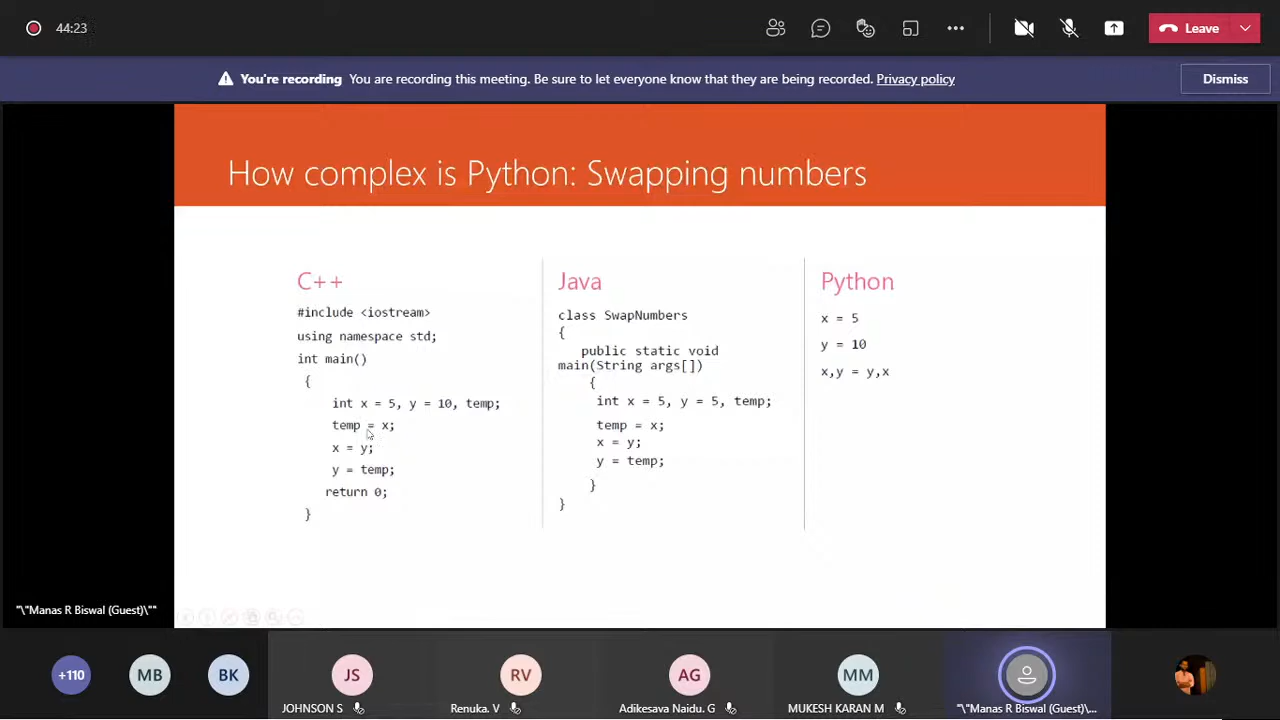 44:23
Leave
You're recording You are recording this meeting. Be sure to let everyone know that they are being recorded. Privacy policy
Dismiss
How complex is Python: Swapping numbers
C++
#include <iostream>
using namespace std;
int main()
{
int x = 5, y = 10, temp;
temp = x;
x = y;
y = temp;
return 0;
}
Java
class SwapNumbers
{
public static void
main(String args[])
{
int x = 5, y = 5, temp;
temp = x;
x = y;
y = temp;
}
}
Python
x = 5
y = 10
x,y = y,x
"\"Manas R Biswal (Guest)\""
+110
MB
BK
JS
JOHNSON S
RV
Renuka. V
AG
Adikesava Naidu. G
MM
MUKESH KARAN M
"\"Manas R Biswal (Guest)\...